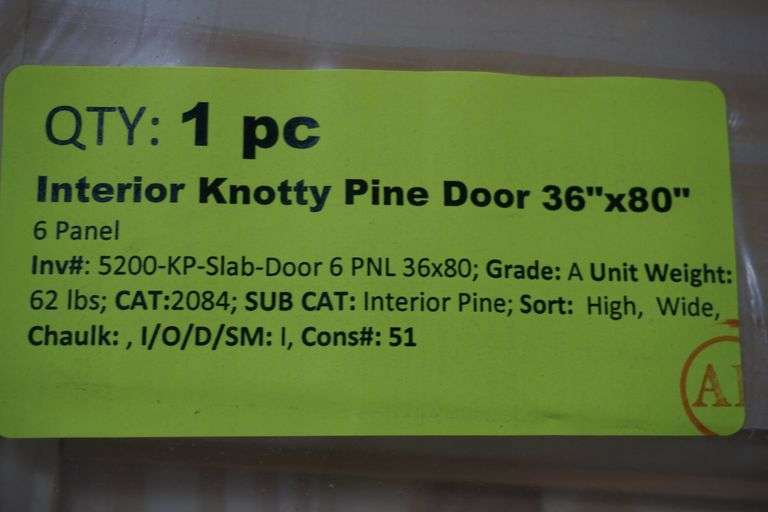 QTY: 1 pc
Interior Knotty Pine Door 36"x80"
6 Panel
Inv#: 5200-KP-Slab-Door 6 PNL 36x80; Grade: A Unit Weight:
62 lbs; CAT:2084; SUB CAT: Interior Pine; Sort: High, Wide,
Chaulk: , I/O/D/SM: I, Cons#: 51